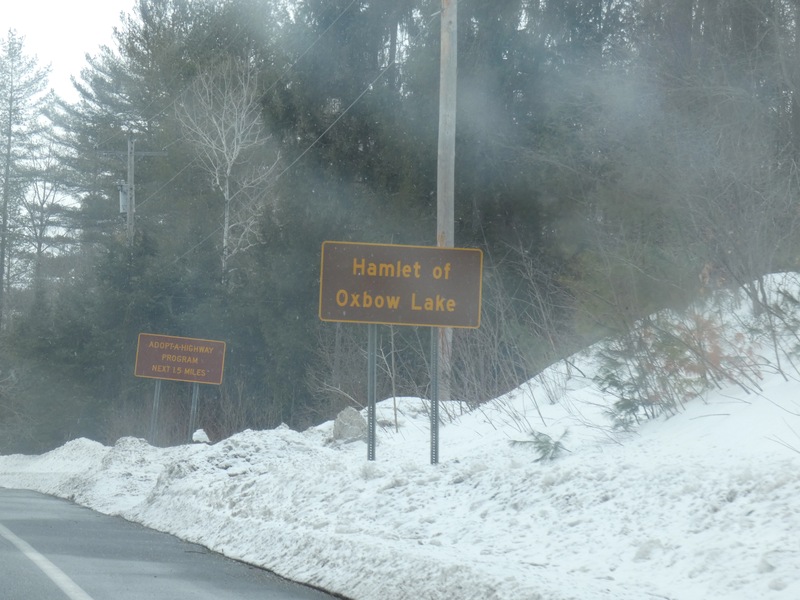 Hamlet of
Oxbow Lake
ADOPT-A-HIGHWAY
PROGRAM
NEXT 1.5 MILES